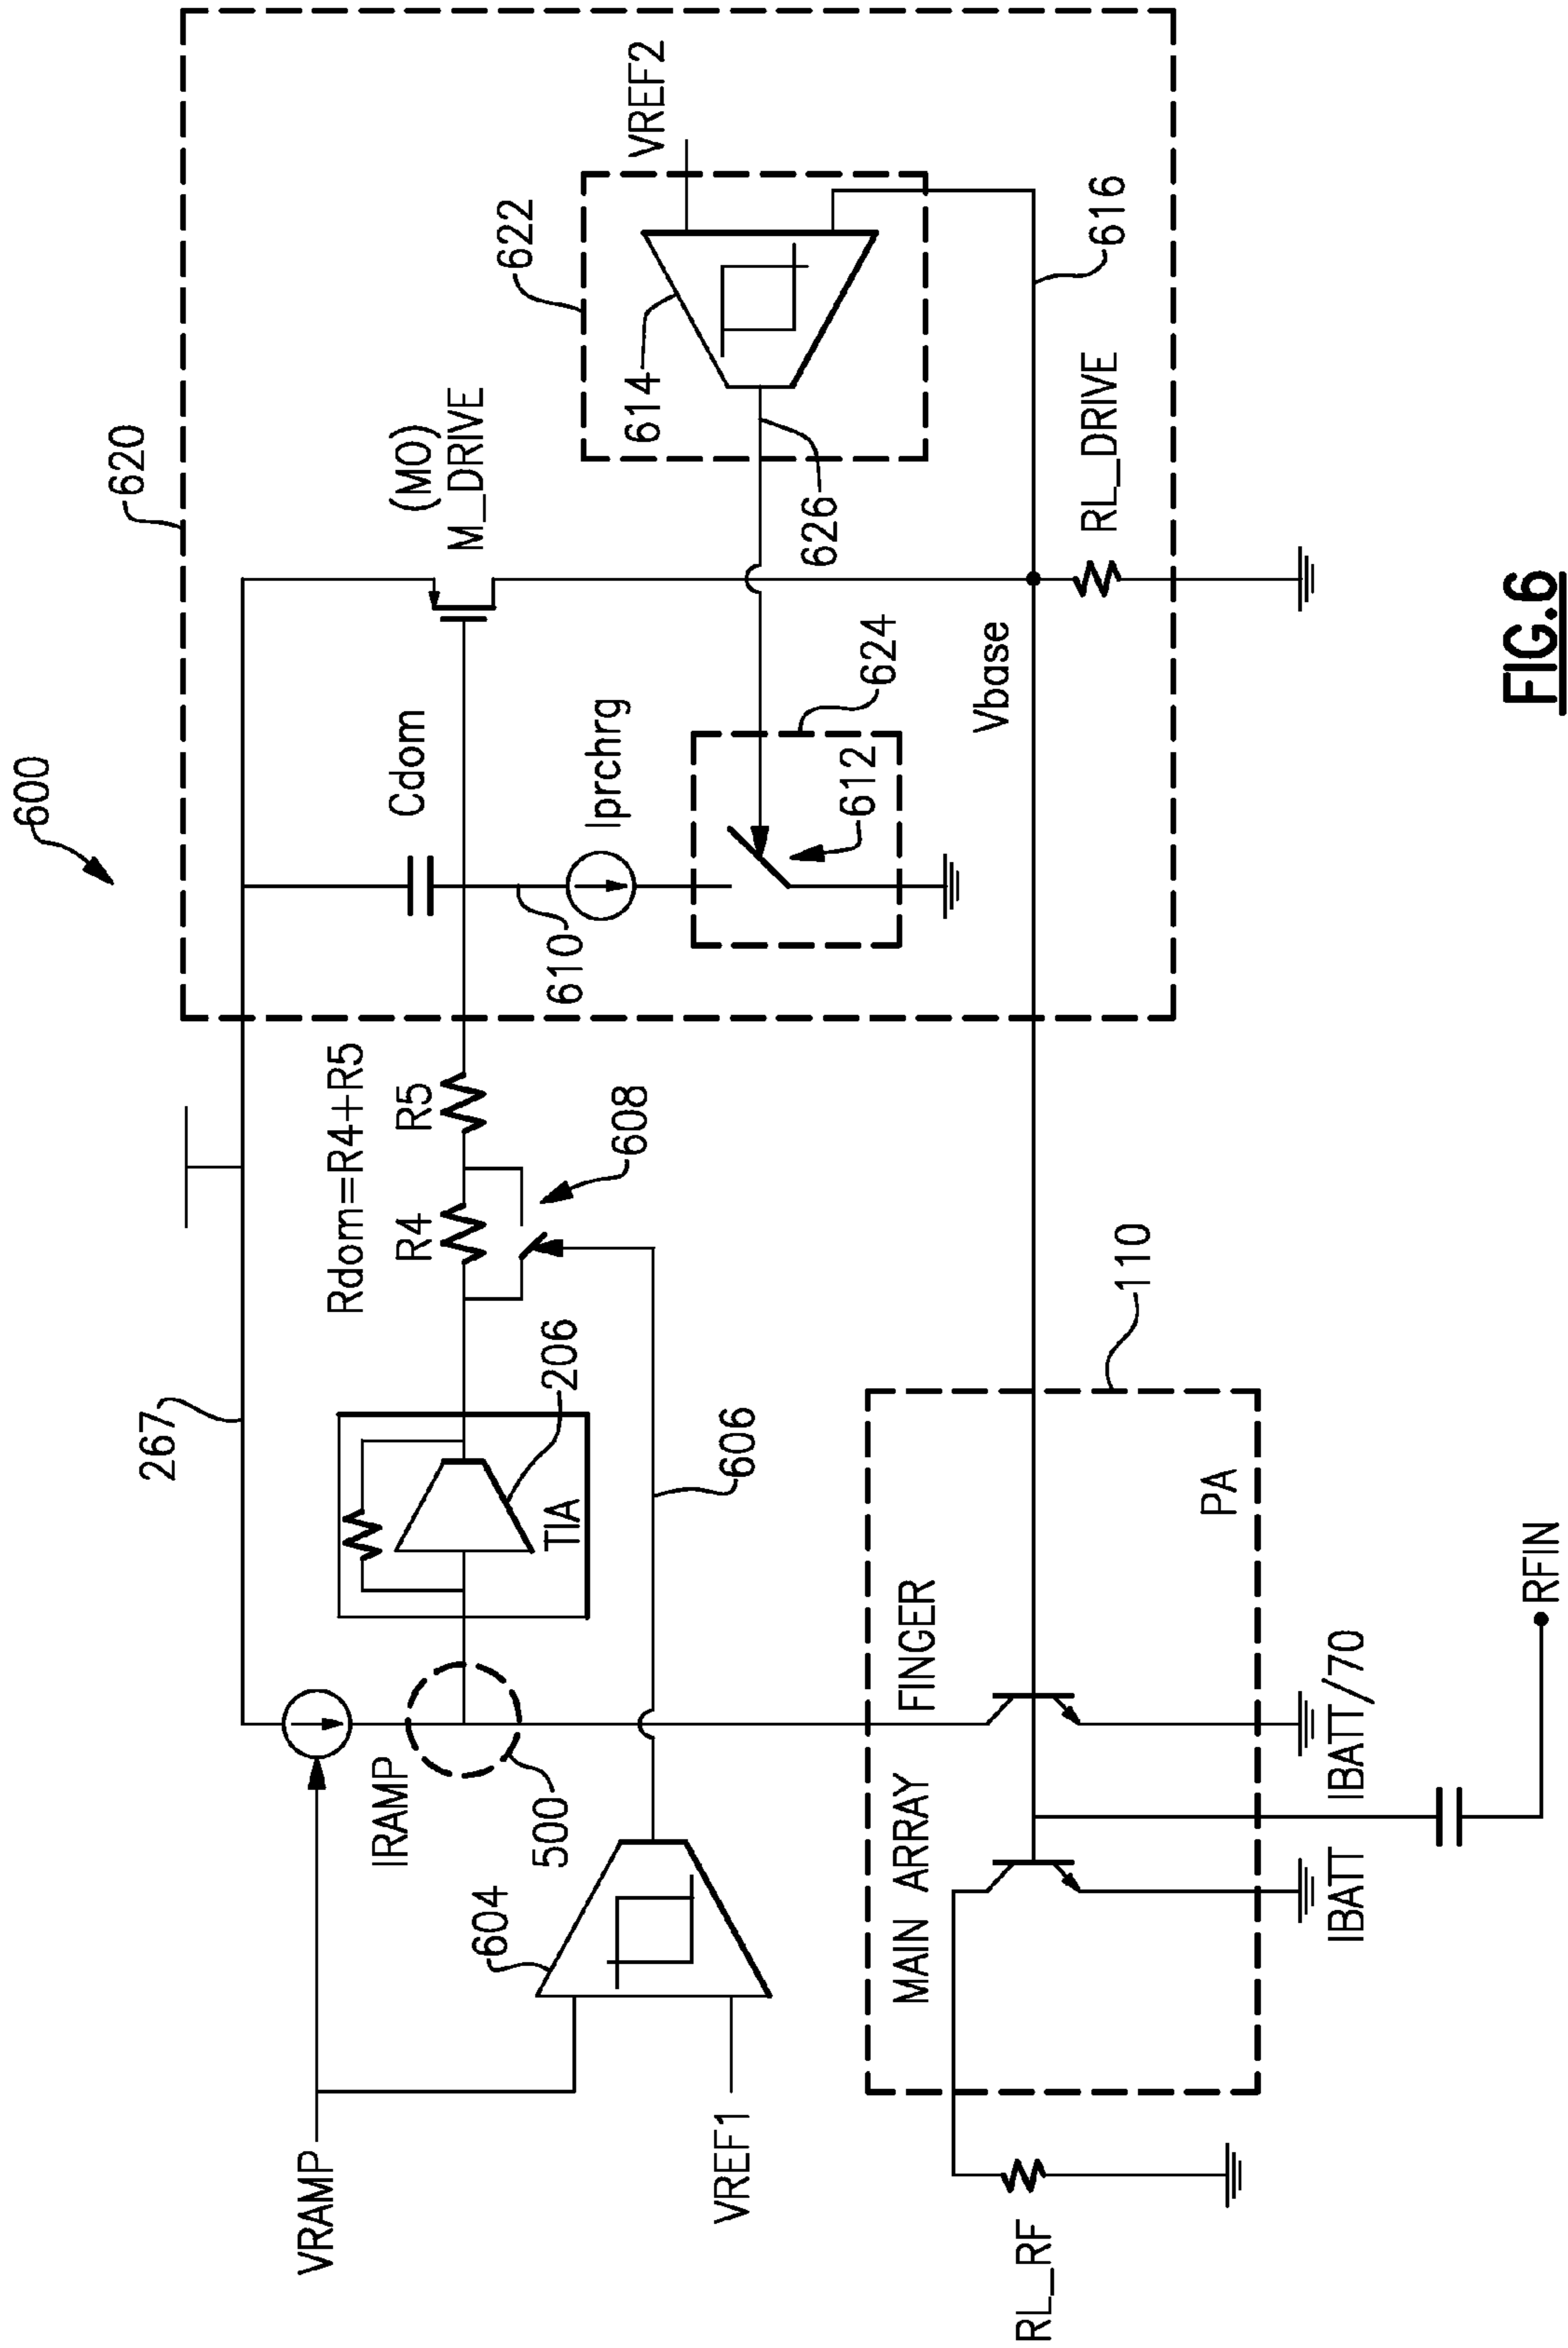 600
620
267
(MO)
M_DRIVE
Cdom
VREF2
622
614
626
Iprchrg
610
612
624
Rdom=R4+R5
R4
R5
608
206
TIA
606
VRAMP
IRAMP
500
604
VREF1
Vbase
616
RL_DRIVE
110
MAIN ARRAY
FINGER
PA
RL_RF
IBATT
IBATT/70
RFIN
FIG.6